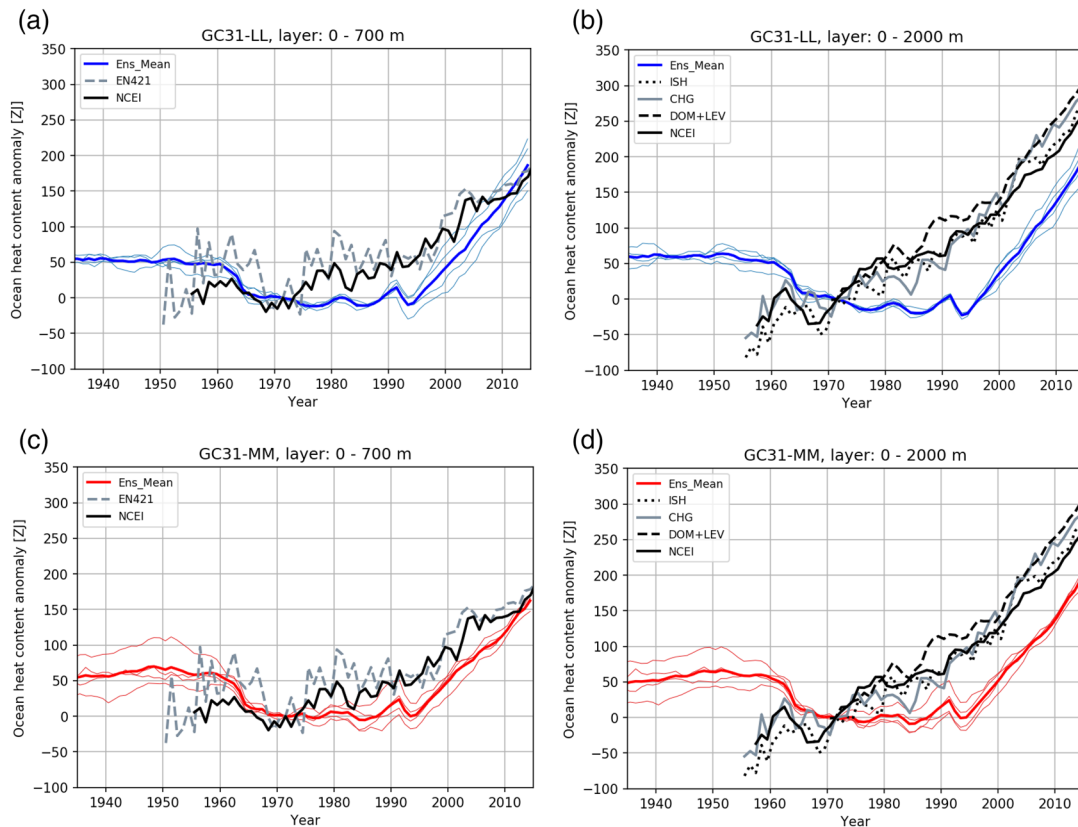 (a)
GC31-LL, layer: 0 - 700 m
Ocean heat content anomaly [ZJ]
350
300
250
200
150
100
50
0
−50
−100
Ens_Mean
EN421
NCEI
1940 1950 1960 1970 1980 1990 2000 2010
Year
(b)
GC31-LL, layer: 0 - 2000 m
Ocean heat content anomaly [ZJ]
350
300
250
200
150
100
50
0
−50
−100
Ens_Mean
ISH
CHG
DOM+LEV
NCEI
1940 1950 1960 1970 1980 1990 2000 2010
Year
(c)
GC31-MM, layer: 0 - 700 m
Ocean heat content anomaly [ZJ]
350
300
250
200
150
100
50
0
−50
−100
Ens_Mean
EN421
NCEI
1940 1950 1960 1970 1980 1990 2000 2010
Year
(d)
GC31-MM, layer: 0 - 2000 m
Ocean heat content anomaly [ZJ]
350
300
250
200
150
100
50
0
−50
−100
Ens_Mean
ISH
CHG
DOM+LEV
NCEI
1940 1950 1960 1970 1980 1990 2000 2010
Year